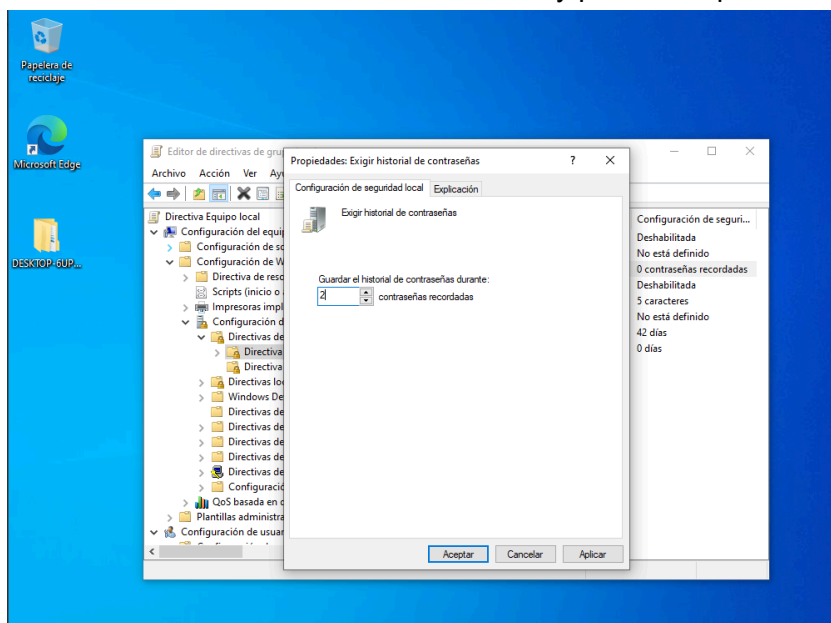 Papelera de
reciclaje
Microsoft Edge
DESKTOP-6UP...
Editor de directivas de gru
Archivo Acción Ver Ayu
Directiva Equipo local
Configuración del equi
Configuración de so
Configuración de W
Directiva de reso
Scripts (inicio o
Impresoras impl
Configuración d
Directivas de
Directiva
Directiva
Directivas loc
Windows De
Directivas de
Directivas de
Directivas de
Directivas de
Directivas de
Configuració
QoS basada en d
Plantillas administra
Configuración de usuar
Propiedades: Exigir historial de contraseñas
? X
Configuración de seguridad local Explicación
Exigir historial de contraseñas
Guardar el historial de contraseñas durante:
2 contraseñas recordadas
Aceptar Cancelar Aplicar
Configuración de seguri...
Deshabilitada
No está definido
0 contraseñas recordadas
Deshabilitada
5 caracteres
No está definido
42 días
0 días